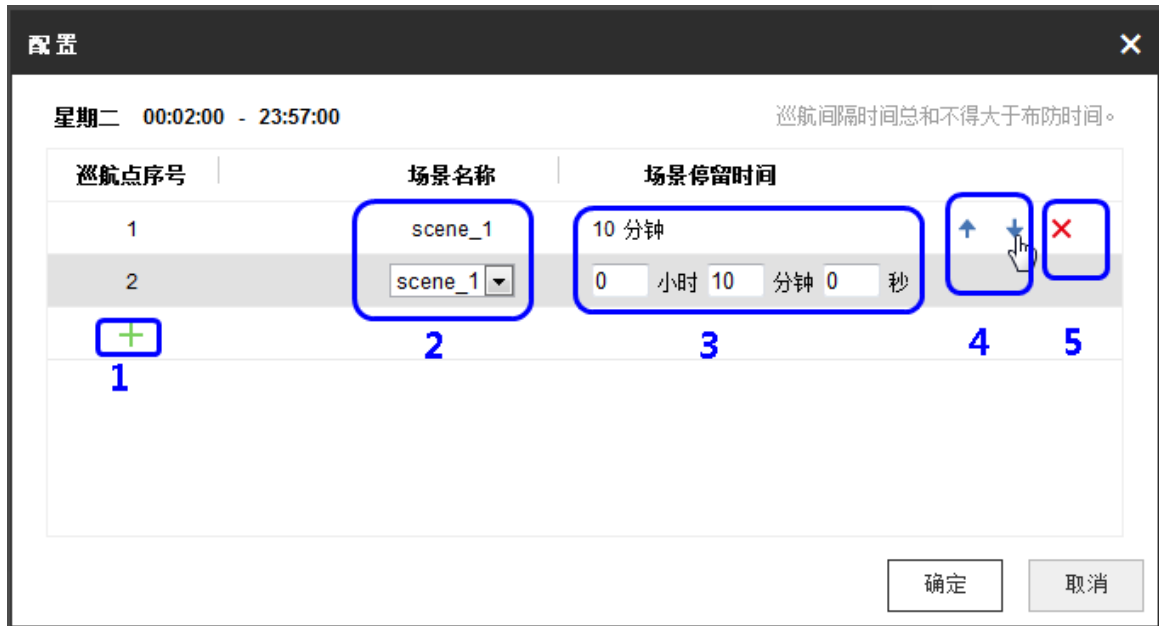 配置
星期二 00:02:00 - 23:57:00 巡航间隔时间总和不得大于布防时间。
巡航点序号 场景名称 场景停留时间
1 scene_1 10 分钟
2 scene_1 0 小时 10 分钟 0 秒
1 2 3 4 5
确定 取消